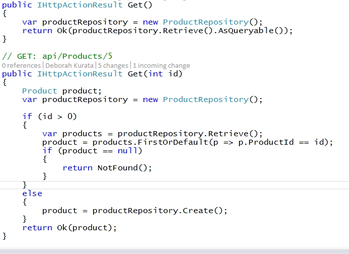 public IHttpActionResult Get()
{
var productRepository = new ProductRepository();
return Ok(productRepository.Retrieve().AsQueryable());
}
// GET: api/Products/5
0 references | Deborah Kurata | 5 changes | 1 incoming change
public IHttpActionResult Get(int id)
{
Product product;
var productRepository = new ProductRepository();
if (id > 0)
{
var products = productRepository.Retrieve();
product = products.FirstOrDefault(p => p.ProductId == id);
if (product == null)
{
return NotFound();
}
}
else
{
product = productRepository.Create();
}
return Ok(product);
}